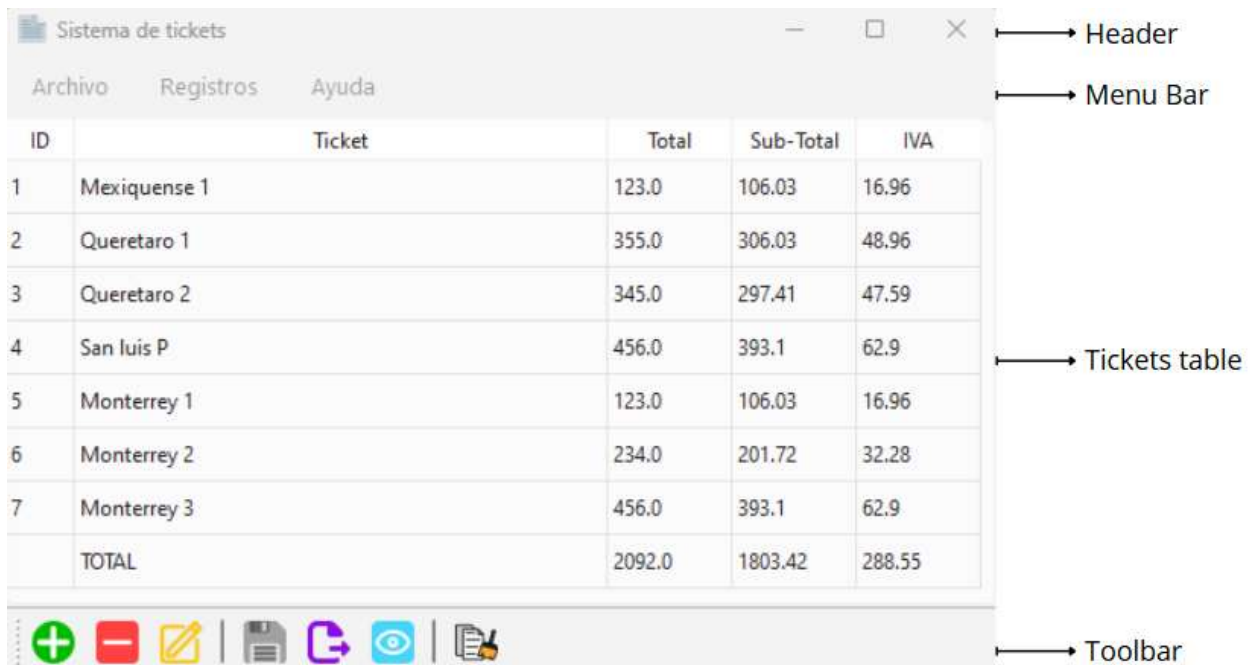 Sistema de tickets
Header
Archivo Registros Ayuda
Menu Bar
ID Ticket Total Sub-Total IVA
1 Mexiquense 1 123.0 106.03 16.96
2 Queretaro 1 355.0 306.03 48.96
3 Queretaro 2 345.0 297.41 47.59
4 San luis P 456.0 393.1 62.9
Tickets table
5 Monterrey 1 123.0 106.03 16.96
6 Monterrey 2 234.0 201.72 32.28
7 Monterrey 3 456.0 393.1 62.9
TOTAL 2092.0 1803.42 288.55
Toolbar